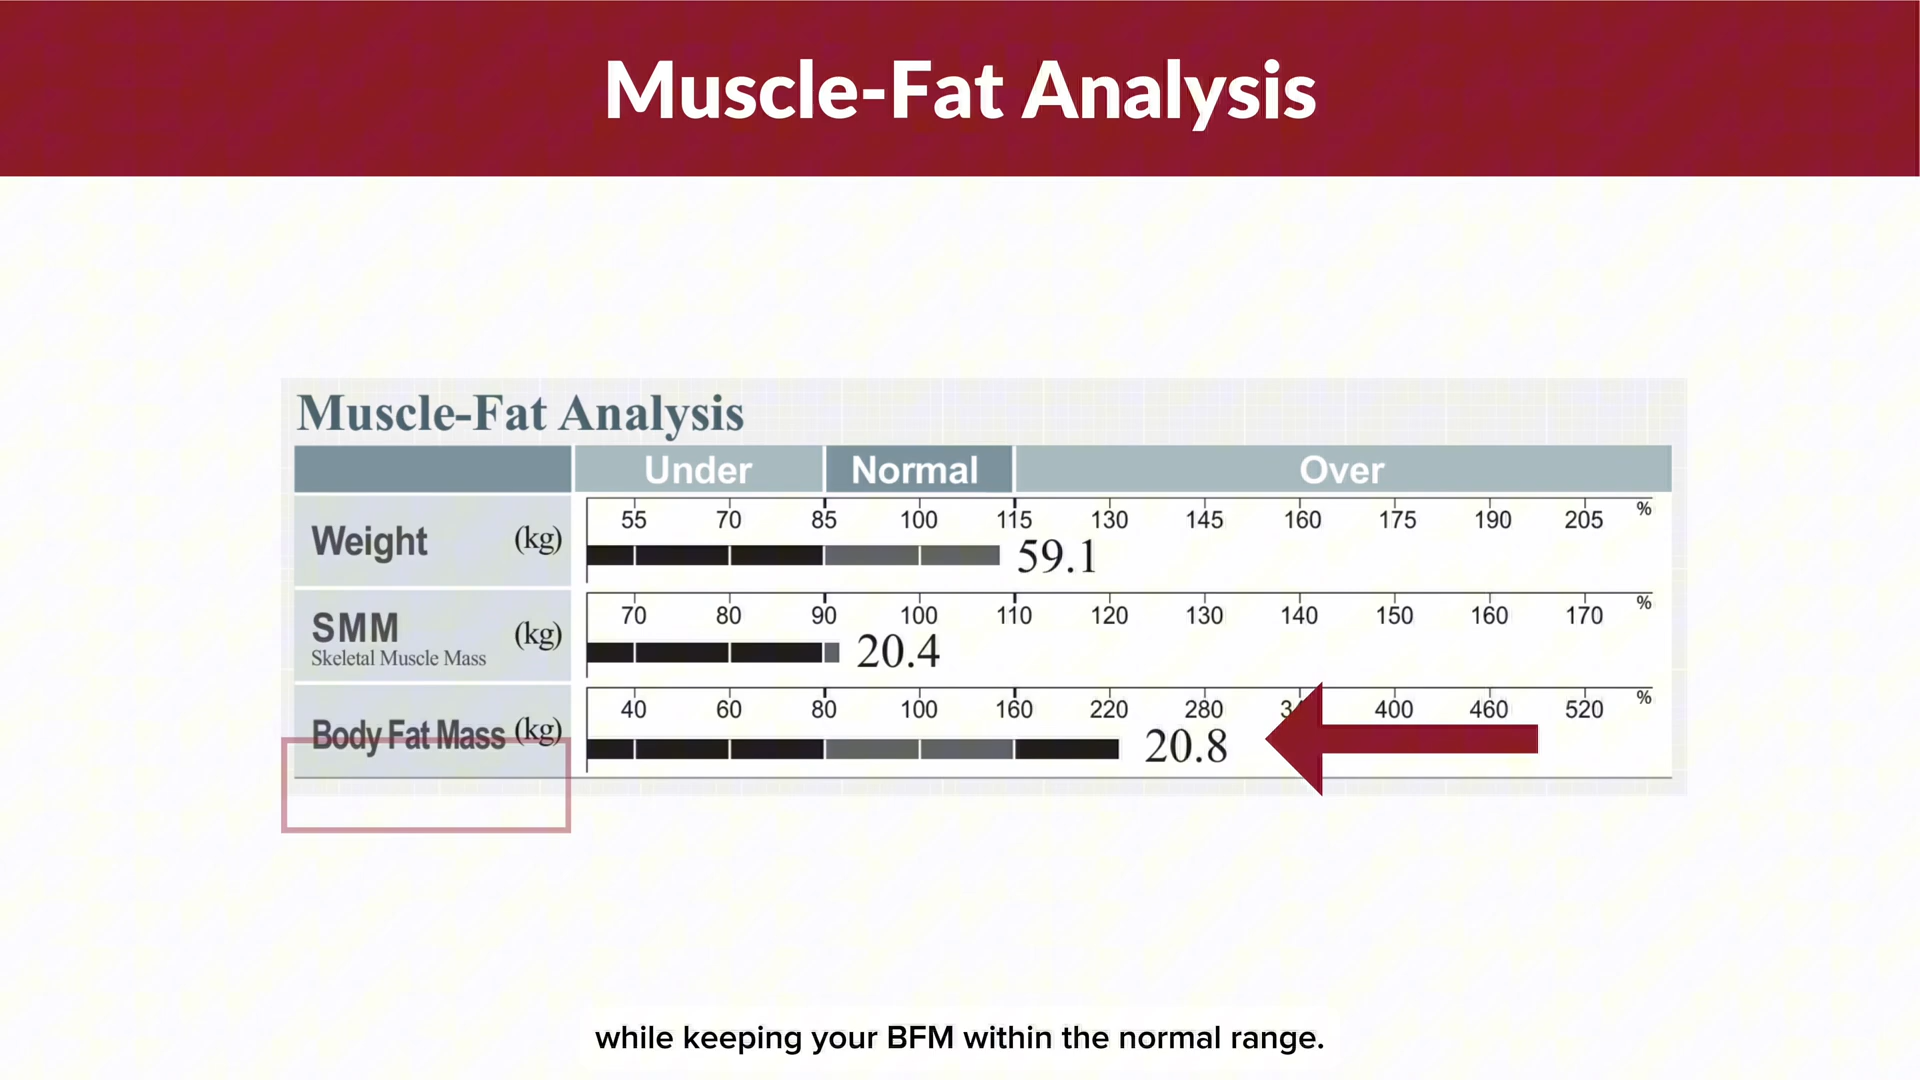 Muscle-Fat Analysis
Muscle-Fat Analysis
Under Normal Over
Weight (kg) 55 70 85 100 115 130 145 160 175 190 205 %
59.1
SMM (kg) 70 80 90 100 110 120 130 140 150 160 170 %
Skeletal Muscle Mass 20.4
Body Fat Mass (kg) 40 60 80 100 160 220 280 400 460 520 %
20.8
while keeping your BFM within the normal range.